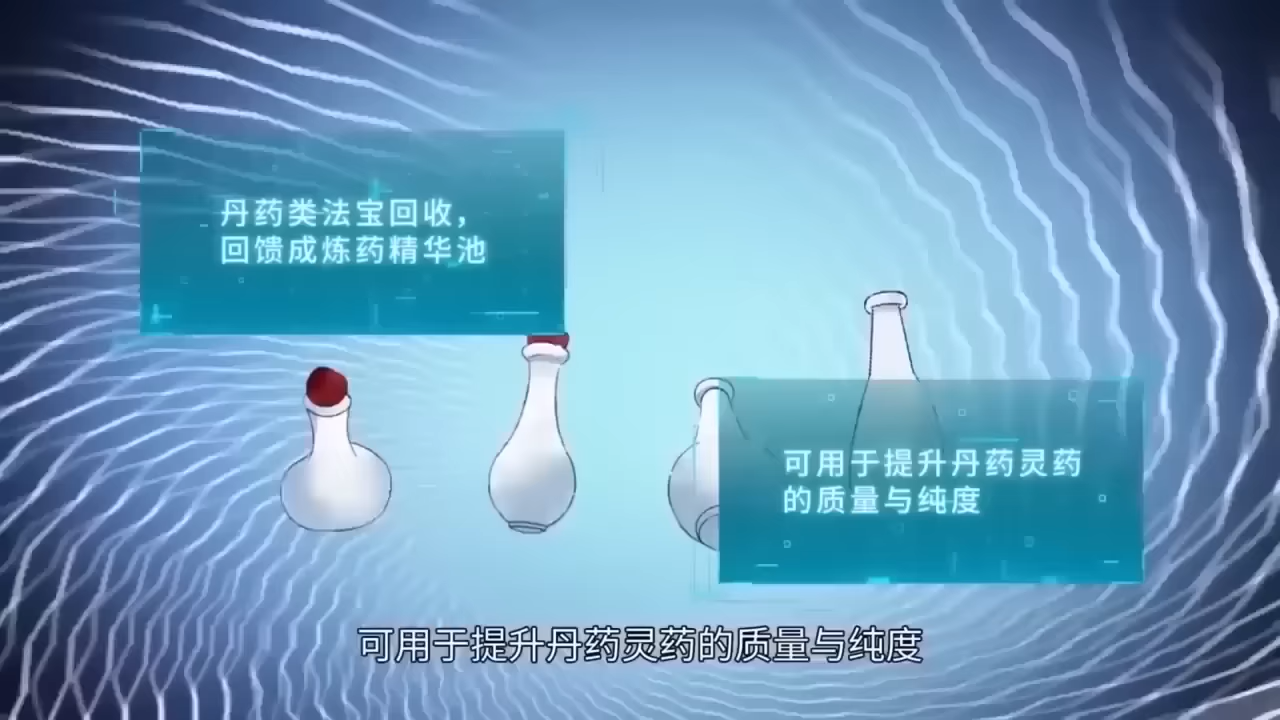 丹药类法宝回收，
回馈成炼药精华池
可用于提升丹药灵药
的质量与纯度
可用于提升丹药灵药的质量与纯度